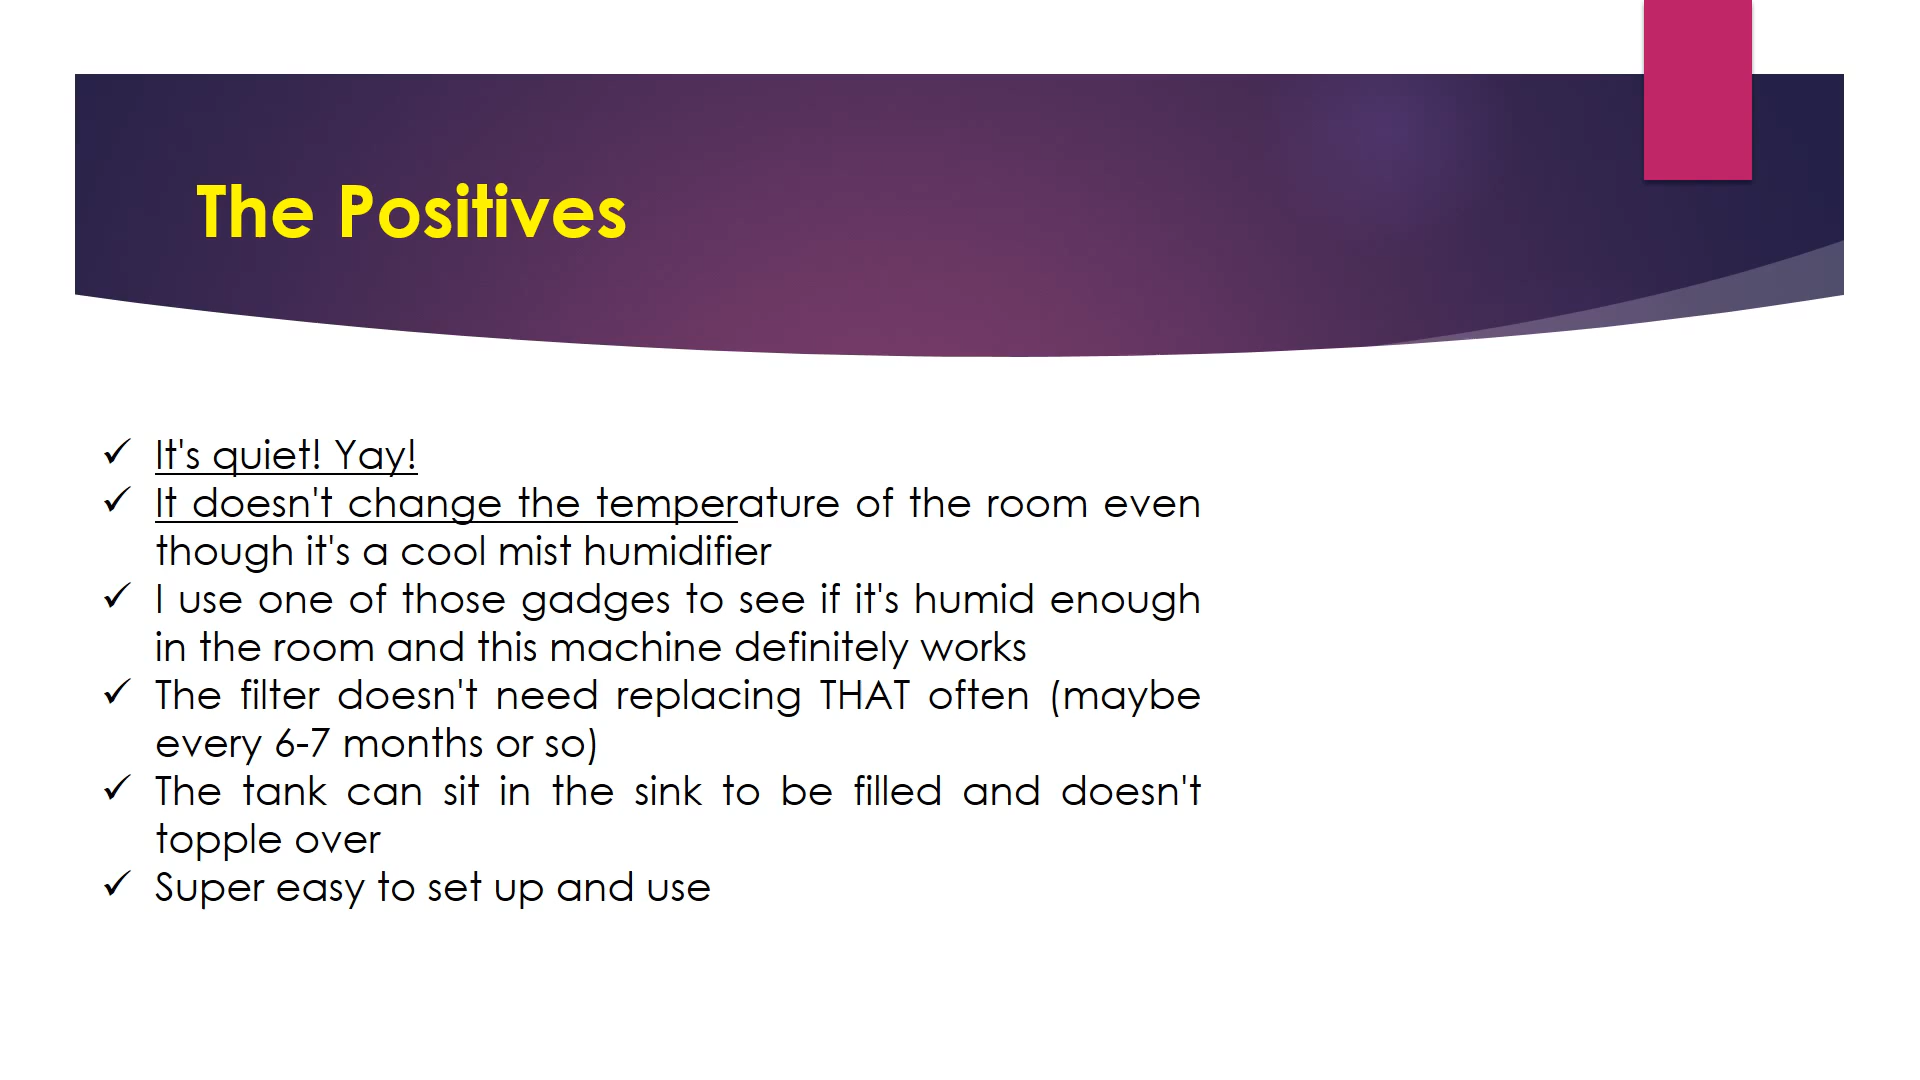 The Positives
✓ It's quiet! Yay!
✓ It doesn't change the temperature of the room even
though it's a cool mist humidifier
✓ I use one of those gadges to see if it's humid enough
in the room and this machine definitely works
✓ The filter doesn't need replacing THAT often (maybe
every 6-7 months or so)
✓ The tank can sit in the sink to be filled and doesn't
topple over
✓ Super easy to set up and use